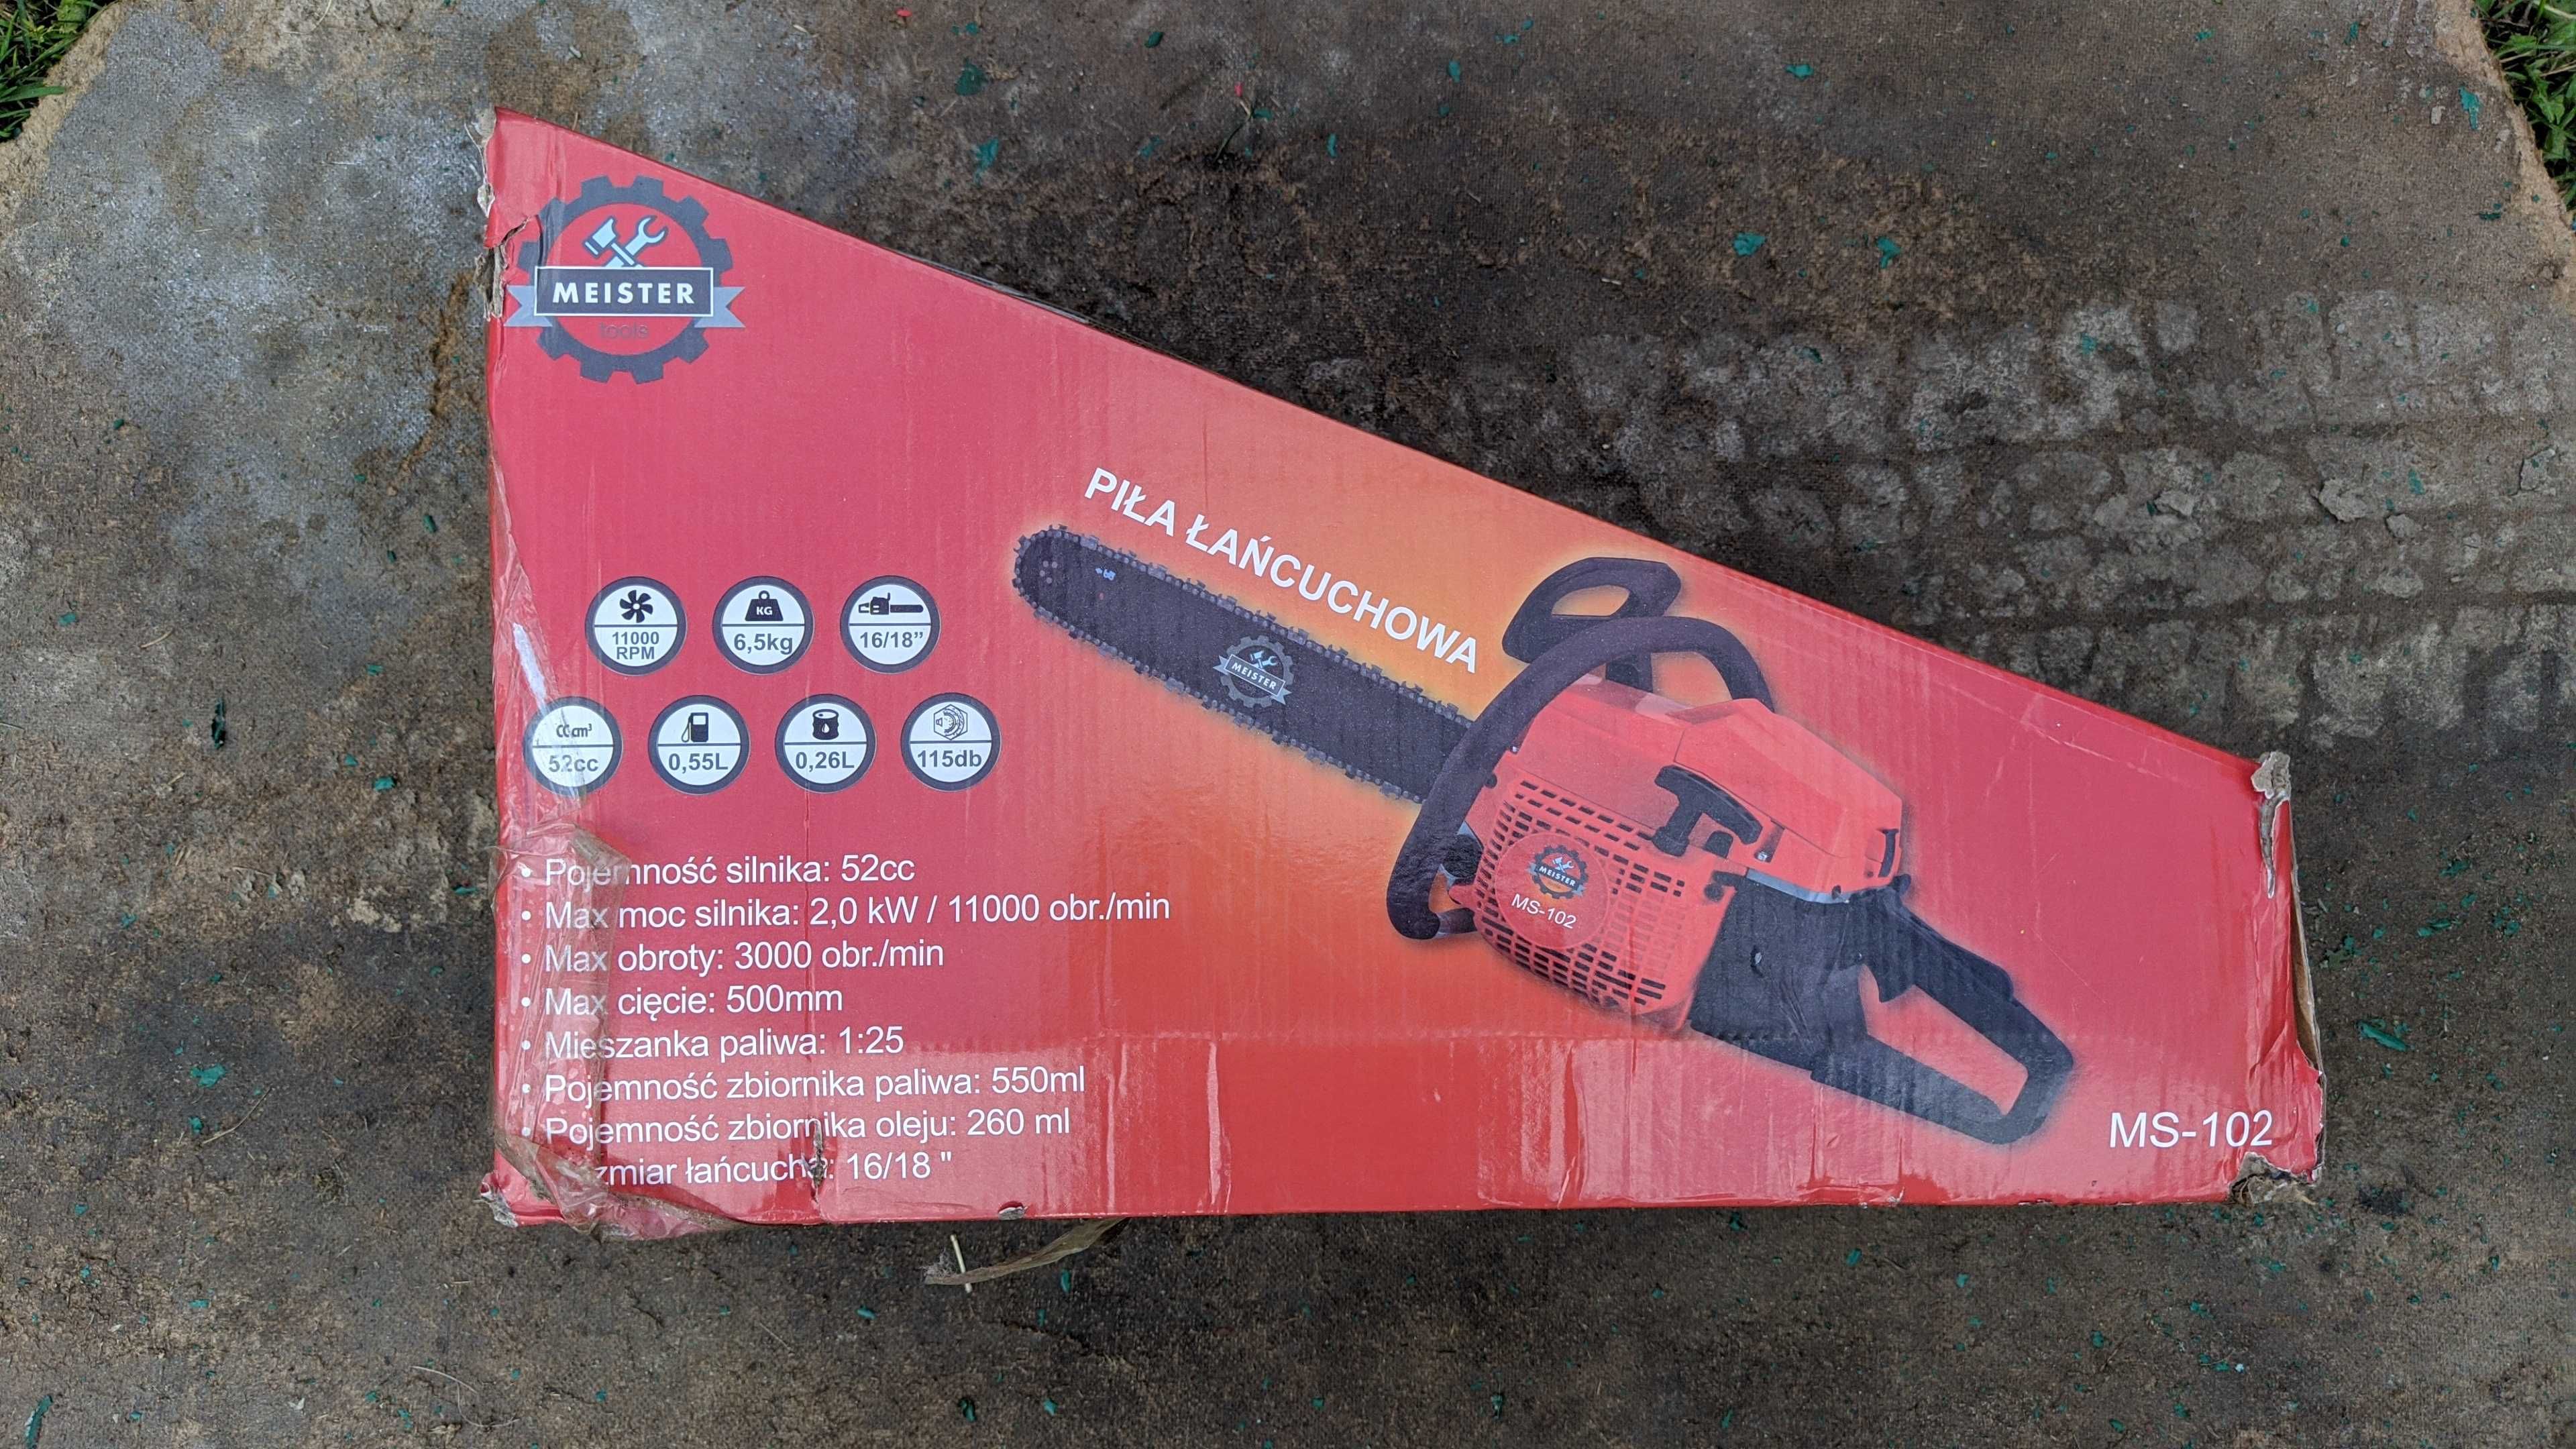 MEISTER
tools
PIŁA ŁAŃCUCHOWA
11000
RPM
KG
6,5kg
16/18”
CC cm³
52cc
0,55L
0,26L
115db
MEISTER
MEISTER
MS-102
• Pojemność silnika: 52cc
• Max moc silnika: 2,0 kW / 11000 obr./min
• Max obroty: 3000 obr./min
• Max cięcie: 500mm
• Mieszanka paliwa: 1:25
• Pojemność zbiornika paliwa: 550ml
• Pojemność zbiornika oleju: 260 ml
zmiar łańcucha: 16/18 "
MS-102